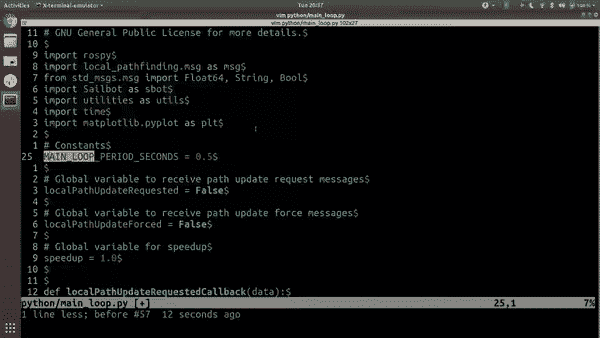 Activities X-terminal-emulator Tue 20:37
vim python/main_loop.py
vim python/main_loop.py 102x27
11 # GNU General Public License for more details.$
10 $
9 import rospy$
8 import local_pathfinding.msg as msg$
7 from std_msgs.msg import Float64, String, Bool$
6 import Sailbot as sbot$
5 import utilities as utils$
4 import time$
3 import matplotlib.pyplot as plt$
2 $
1 # Constants$
25 MAIN_LOOP_PERIOD_SECONDS = 0.5$
1 $
2 # Global variable to receive path update request messages$
3 localPathUpdateRequested = False$
4 $
5 # Global variable to receive path update force messages$
6 localPathUpdateForced = False$
7 $
8 # Global variable for speedup$
9 speedup = 1.0$
10 $
11 $
12 def localPathUpdateRequestedCallback(data):$
python/main_loop.py [+] 25,1 7%
1 line less; before #57 12 seconds ago